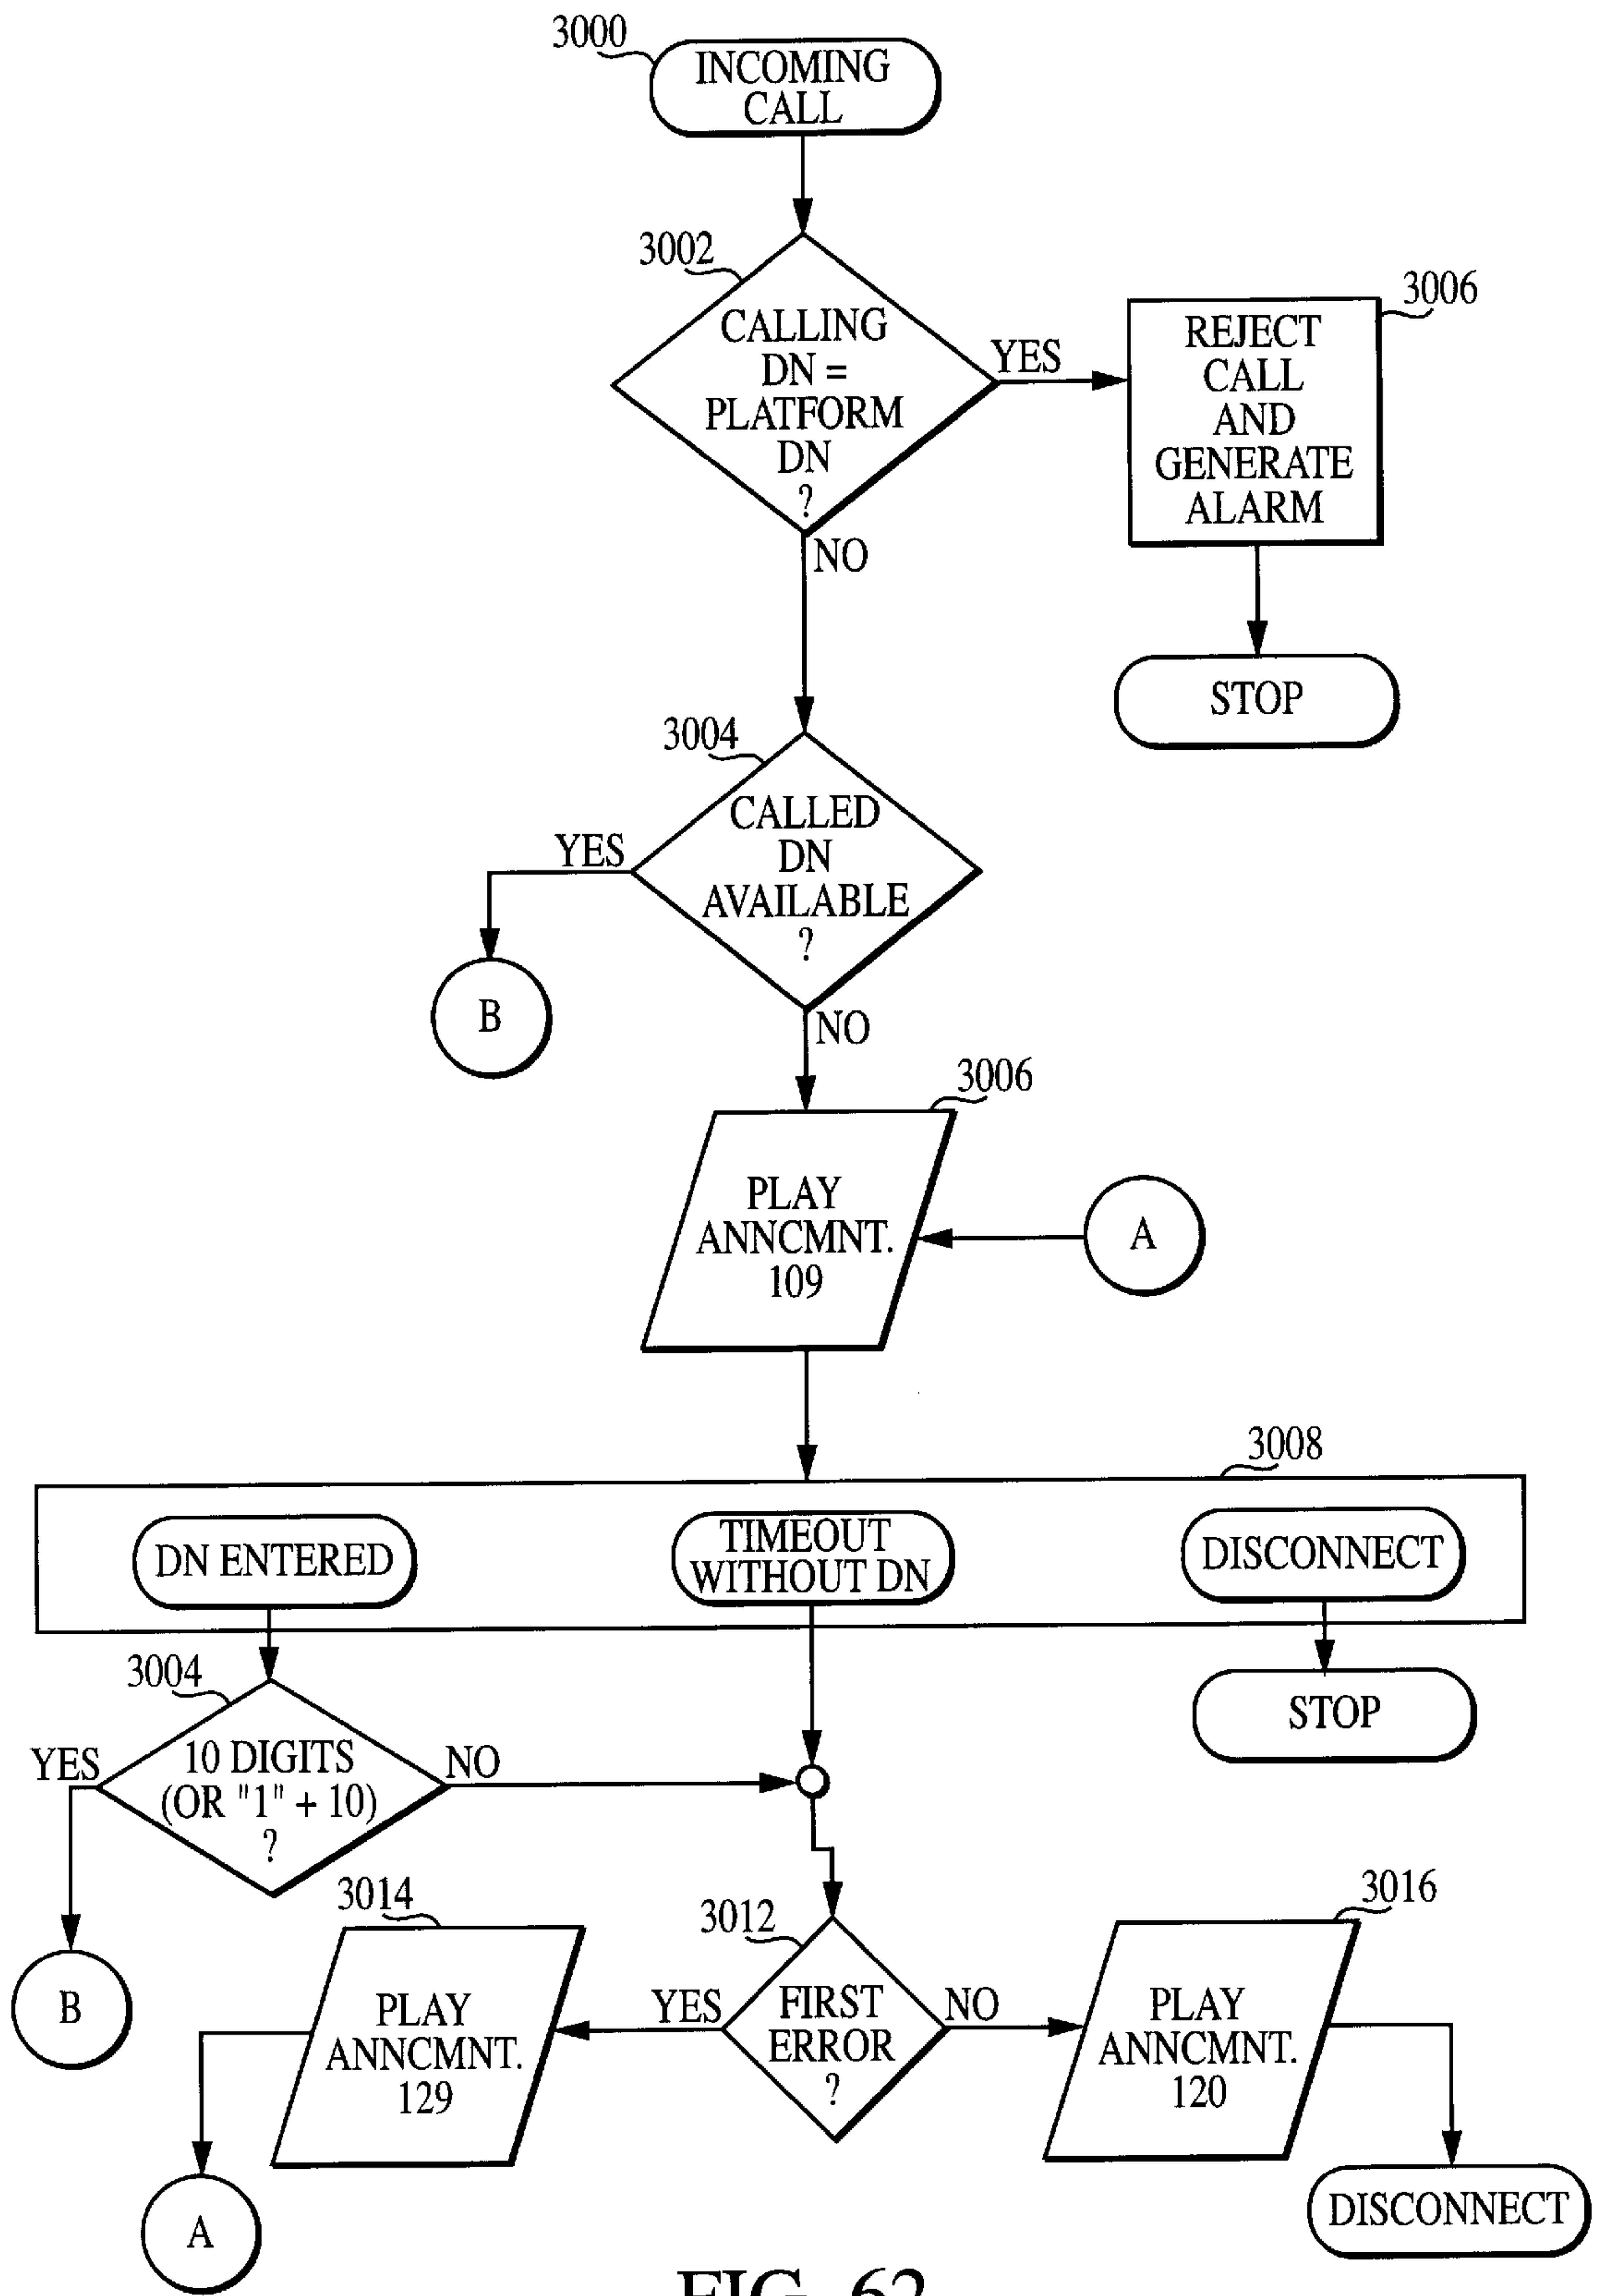 3000
INCOMING
CALL
3002
CALLING
DN =
PLATFORM
DN
?
YES
3006
REJECT
CALL
AND
GENERATE
ALARM
NO
STOP
3004
CALLED
DN
AVAILABLE
?
YES
B
NO
3006
PLAY
ANNCMNT.
109
A
3008
DN ENTERED
TIMEOUT
WITHOUT DN
DISCONNECT
3004
STOP
YES
10 DIGITS
(OR "1" + 10)
?
NO
3014
3012
3016
B
PLAY
ANNCMNT.
129
YES
FIRST
ERROR
?
NO
PLAY
ANNCMNT.
120
A
DISCONNECT
FIG. 62